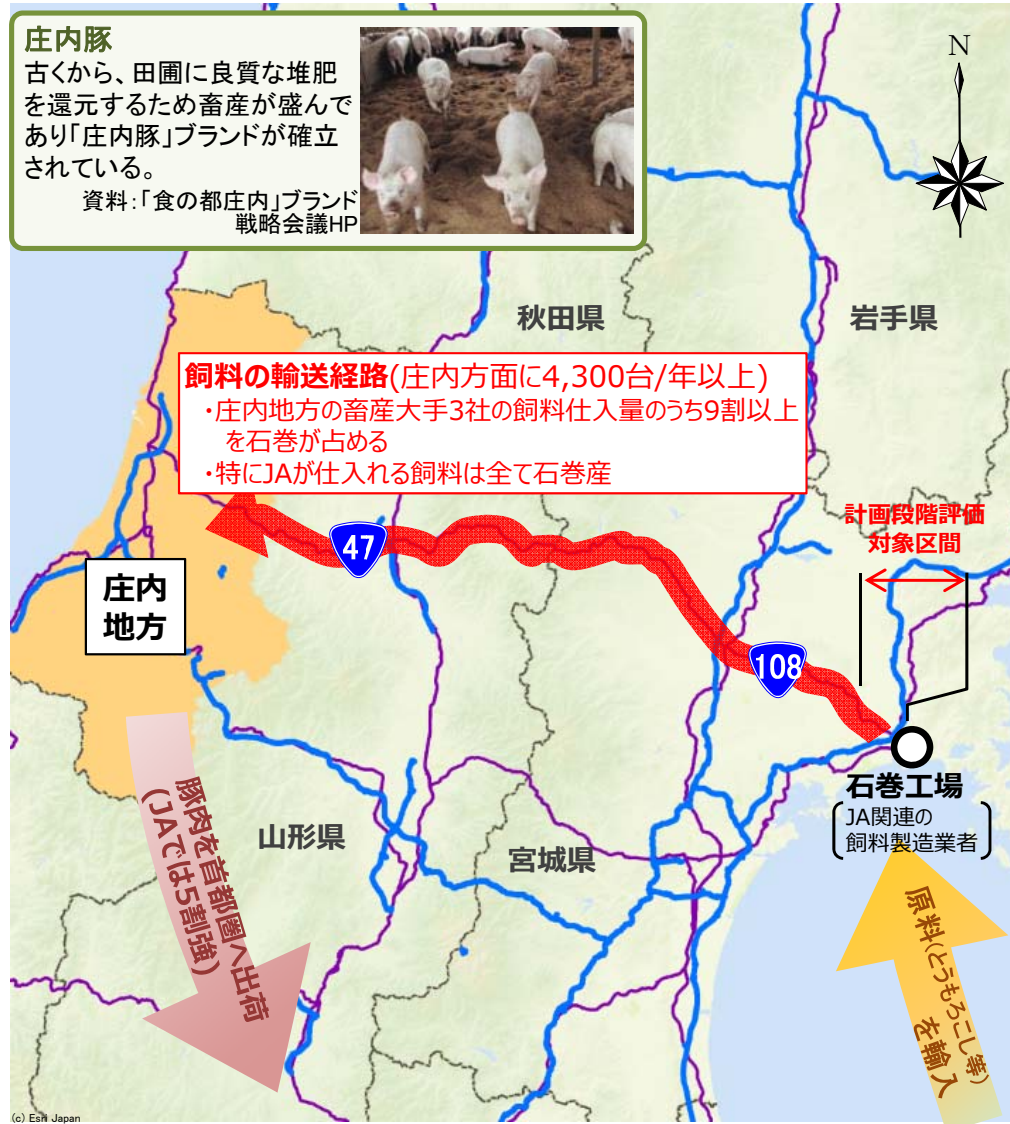 庄内豚
古くから、田圃に良質な堆肥
を還元するため畜産が盛んで
あり「庄内豚」ブランドが確立
されている。
資料：「食の都庄内」ブランド
戦略会議HP
N
秋田県
岩手県
飼料の輸送経路(庄内方面に4,300台/年以上)
・庄内地方の畜産大手3社の飼料仕入量のうち9割以上
を石巻が占める
・特にJAが仕入れる飼料は全て石巻産
計画段階評価
対象区間
47
庄内
地方
108
石巻工場
JA関連の
飼料製造業者
豚肉を首都圏へ出荷
(JAでは5割強)
山形県
宮城県
原料(とうもろこし等)
を輸入
(c) Esri Japan